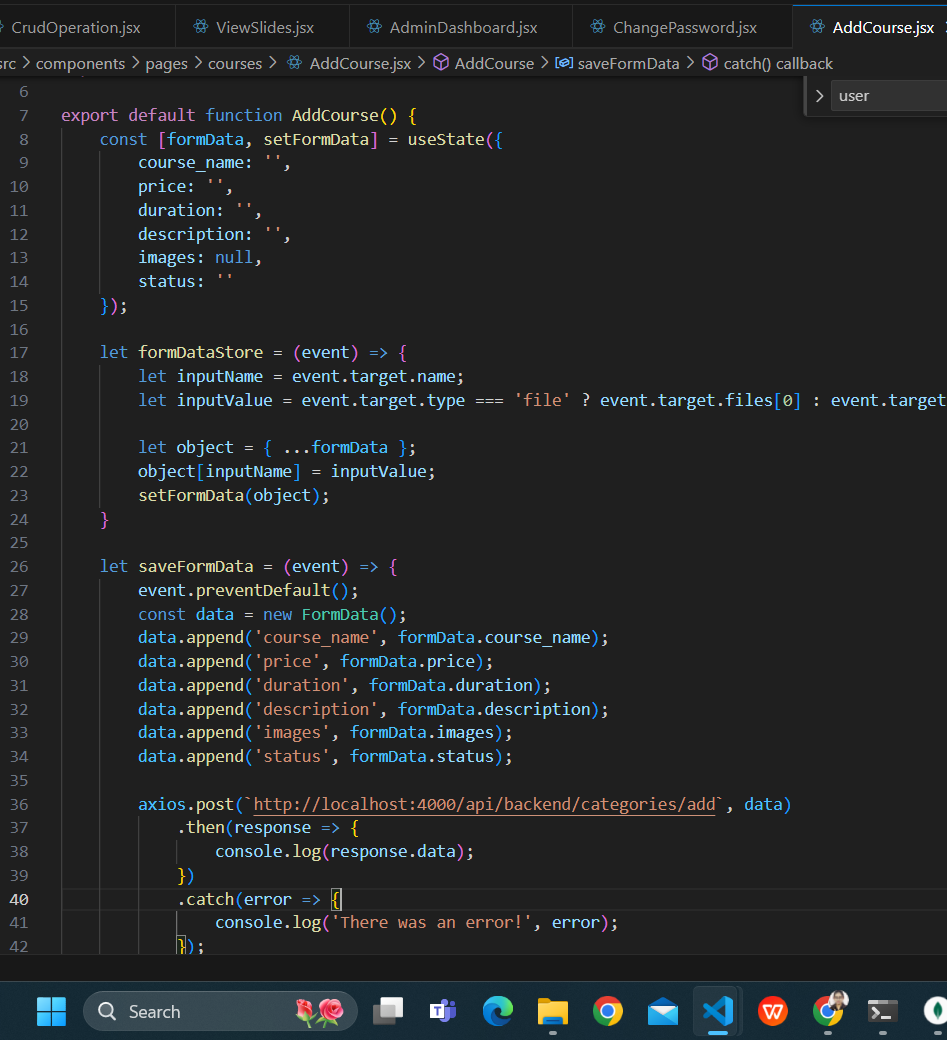 CrudOperation.jsx ViewSlides.jsx AdminDashboard.jsx ChangePassword.jsx AddCourse.jsx
src > components > pages > courses > AddCourse.jsx > AddCourse > saveFormData > catch() callback
user
6
7 export default function AddCourse() {
8 const [formData, setFormData] = useState({
9 course_name: '',
10 price: '',
11 duration: '',
12 description: '',
13 images: null,
14 status: ''
15 });
16
17 let formDataStore = (event) => {
18 let inputName = event.target.name;
19 let inputValue = event.target.type === 'file' ? event.target.files[0] : event.target
20
21 let object = { ...formData };
22 object[inputName] = inputValue;
23 setFormData(object);
24 }
25
26 let saveFormData = (event) => {
27 event.preventDefault();
28 const data = new FormData();
29 data.append('course_name', formData.course_name);
30 data.append('price', formData.price);
31 data.append('duration', formData.duration);
32 data.append('description', formData.description);
33 data.append('images', formData.images);
34 data.append('status', formData.status);
35
36 axios.post(`http://localhost:4000/api/backend/categories/add`, data)
37 .then(response => {
38 console.log(response.data);
39 })
40 .catch(error => {
41 console.log('There was an error!', error);
42 });
Search